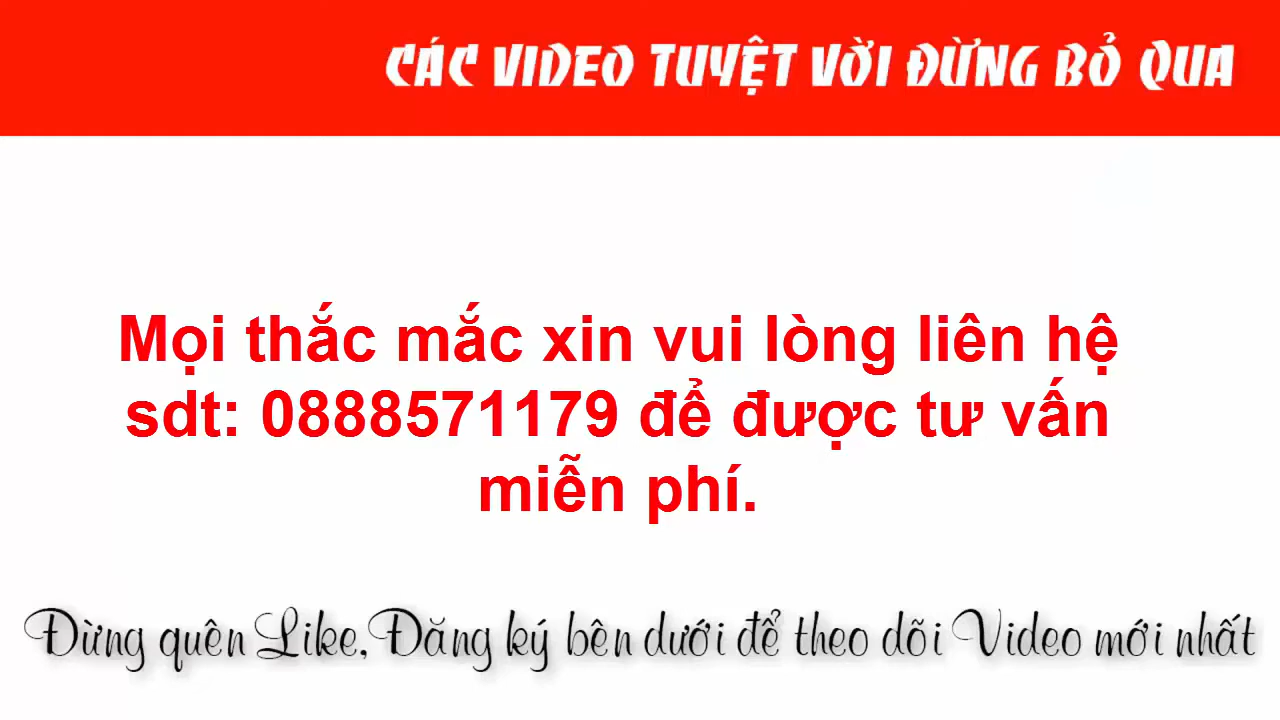 CÁC VIDEO TUYỆT VỜI ĐỪNG BỎ QUA
Mọi thắc mắc xin vui lòng liên hệ
sdt: 0888571179 để được tư vấn
miễn phí.
Đừng quên Like,Đăng ký bên dưới để theo dõi Video mới nhất